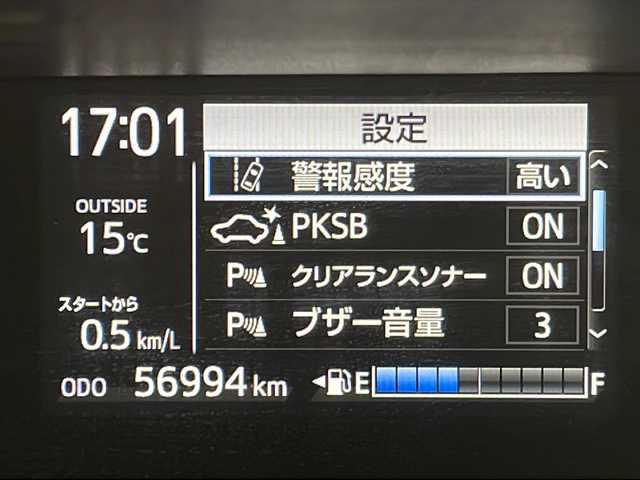 17:01
設定
警報感度 高い
OUTSIDE
15℃
PKSB ON
P クリアランスソナー ON
スタートから
0.5 km/L
P ブザー音量 3
ODO 56994 km
E F